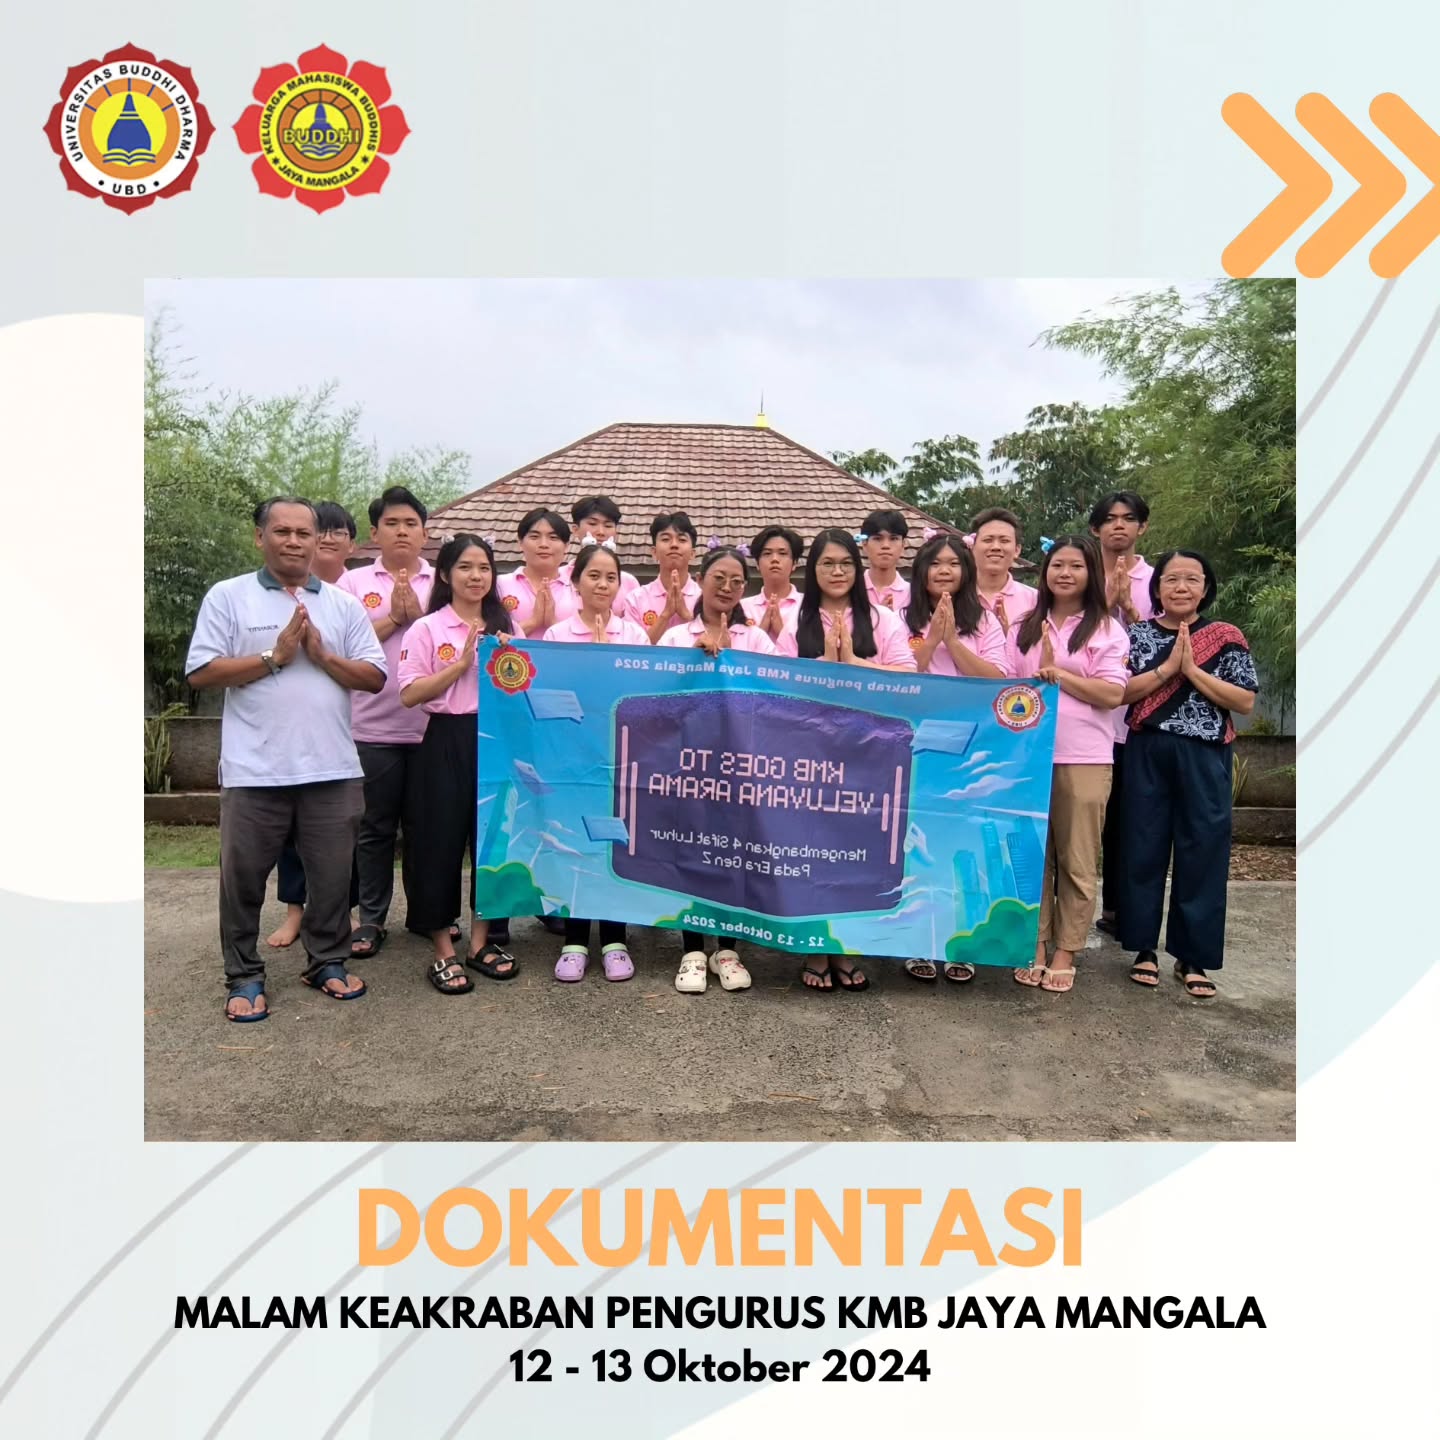 UNIVERSITAS BUDDHI DHARMA
• UBD •
KELUARGA MAHASISWA BUDDHIS
BUDDHI
JAYA MANGALA
Makrab pengurus KMB Jaya Mangala 2024
KMB GOES TO
VELUVANA ARAMA
Mengembangkan 4 Sifat Luhur
Pada Era Gen Z
12 - 13 Oktober 2024
DOKUMENTASI
MALAM KEAKRABAN PENGURUS KMB JAYA MANGALA
12 - 13 Oktober 2024